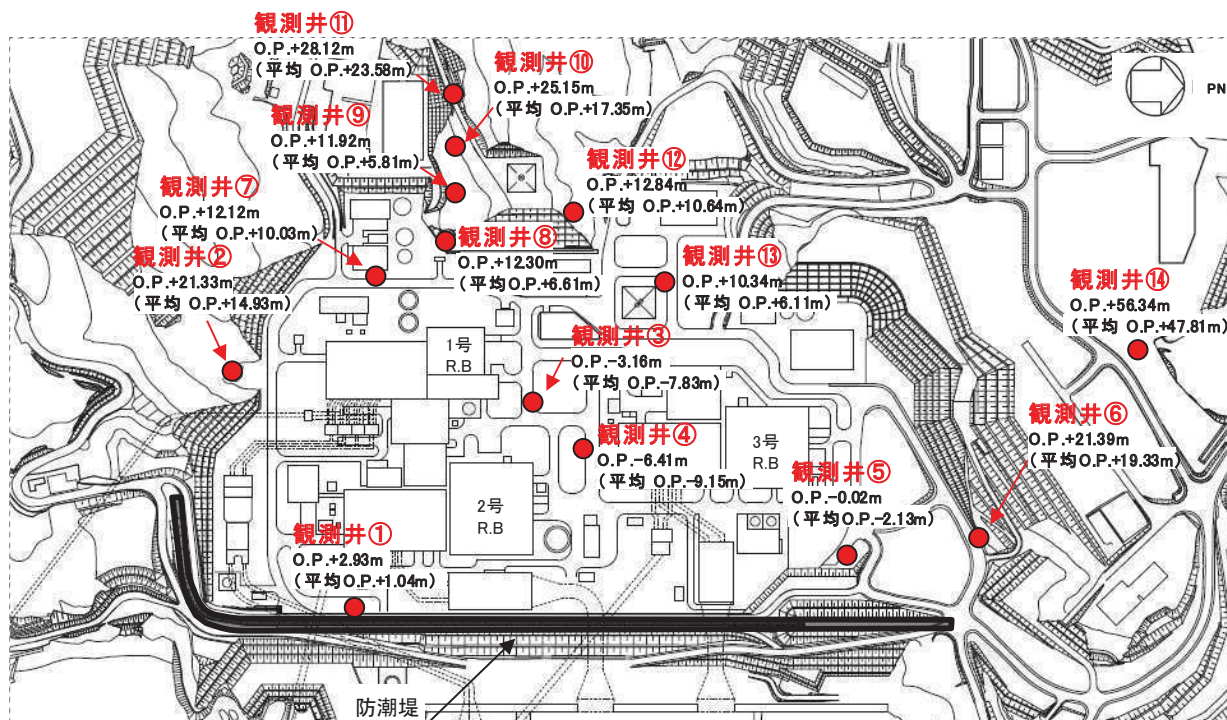 観測井⑪
O.P.+28.12m
(平均 O.P.+23.58m)
観測井⑩
O.P.+25.15m
(平均 O.P.+17.35m)
PN
観測井⑨
O.P.+11.92m
(平均 O.P.+5.81m)
観測井⑫
O.P.+12.84m
(平均 O.P.+10.64m)
観測井⑦
O.P.+12.12m
(平均 O.P.+10.03m)
観測井⑧
O.P.+12.30m
(平均O.P.+6.61m)
観測井②
O.P.+21.33m
(平均 O.P.+14.93m)
観測井⑬
O.P.+10.34m
(平均 O.P.+6.11m)
観測井⑭
O.P.+56.34m
(平均 O.P.+47.81m)
1号
R.B
観測井③
O.P.-3.16m
(平均 O.P.-7.83m)
観測井⑥
O.P.+21.39m
(平均O.P.+19.33m)
観測井④
O.P.-6.41m
(平均 O.P.-9.15m)
3号
R.B
観測井⑤
O.P.-0.02m
(平均O.P.-2.13m)
2号
R.B
観測井①
O.P.+2.93m
(平均O.P.+1.04m)
防潮堤